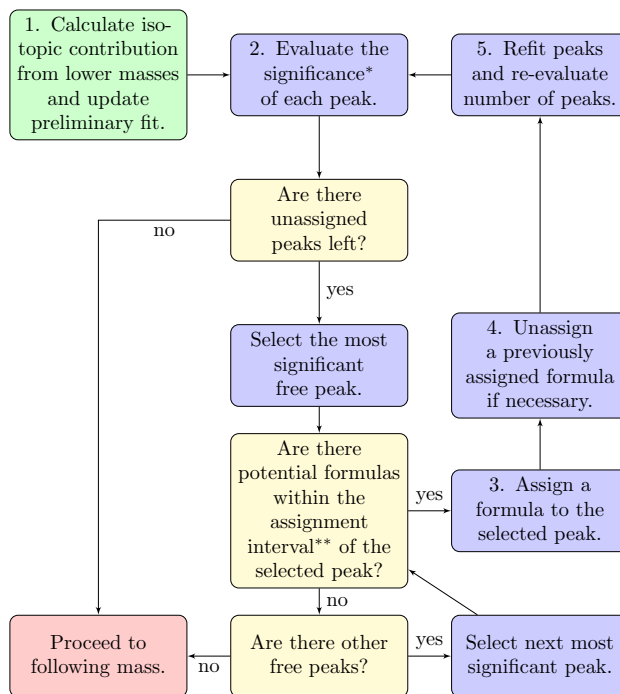 1. Calculate iso-
topic contribution
from lower masses
and update
preliminary fit.
2. Evaluate the
significance*
of each peak.
5. Refit peaks
and re-evaluate
number of peaks.
Are there
unassigned
peaks left?
no
yes
Select the most
significant
free peak.
4. Unassign
a previously
assigned formula
if necessary.
Are there
potential formulas
within the
assignment
interval** of the
selected peak?
yes
3. Assign a
formula to the
selected peak.
no
Proceed to
following mass.
no
Are there other
free peaks?
yes
Select next most
significant peak.